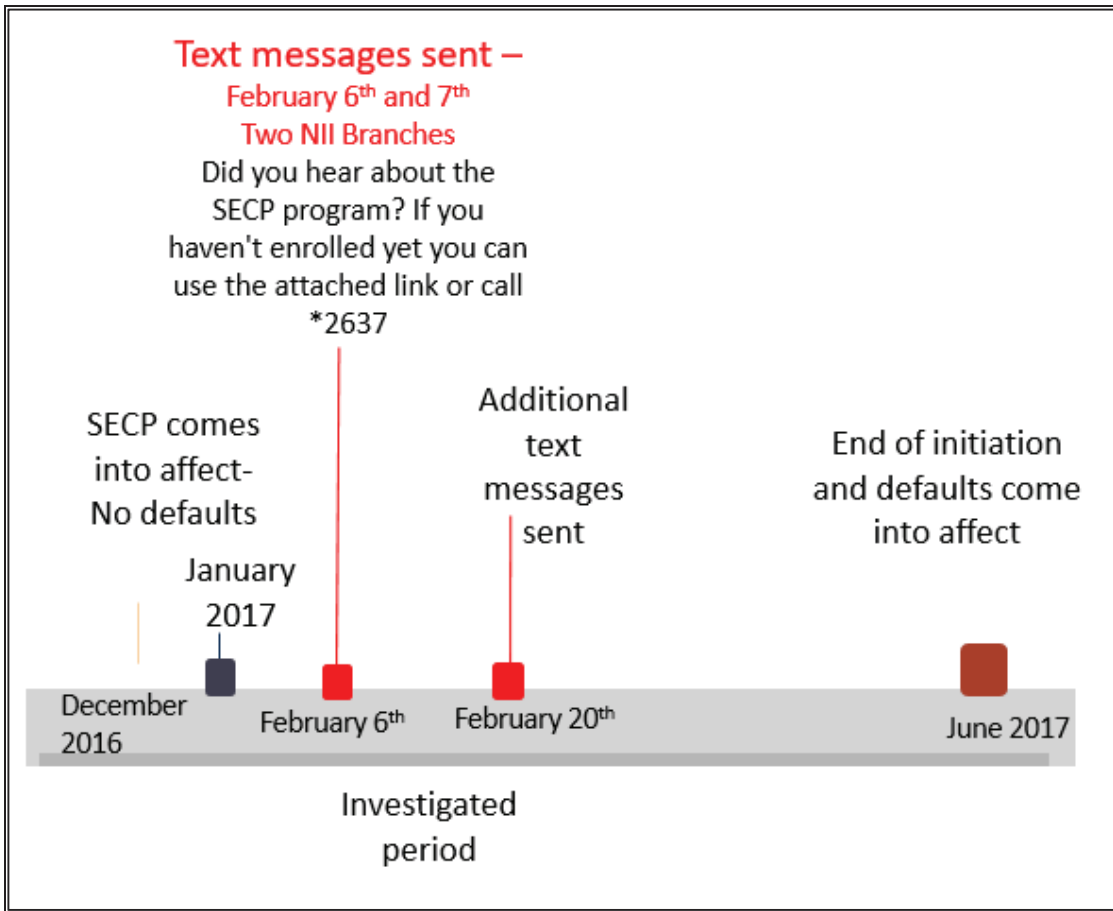 Text messages sent –
February 6th and 7th
Two NII Branches
Did you hear about the
SECP program? If you
haven't enrolled yet you can
use the attached link or call
*2637
SECP comes
into affect-
No defaults
January
2017
Additional
text
messages
sent
End of initiation
and defaults come
into affect
December
2016
February 6th
February 20th
June 2017
Investigated
period